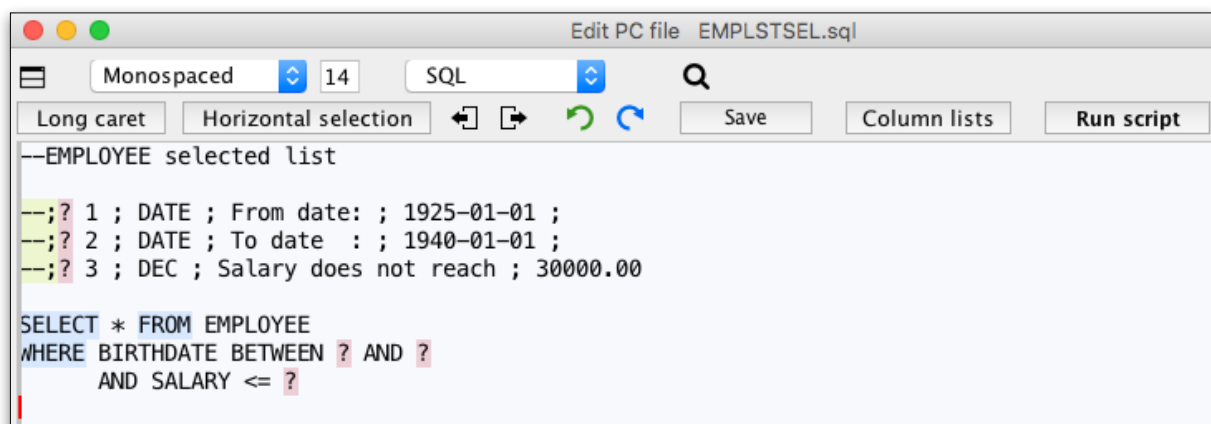 Edit PC file   EMPLSTSEL.sql
Monospaced 14 SQL
Long caret Horizontal selection Save Column lists Run script
--EMPLOYEE selected list
--;? 1 ; DATE ; From date: ; 1925-01-01 ;
--;? 2 ; DATE ; To date  : ; 1940-01-01 ;
--;? 3 ; DEC ; Salary does not reach ; 30000.00
SELECT * FROM EMPLOYEE
WHERE BIRTHDATE BETWEEN ? AND ?
      AND SALARY <= ?